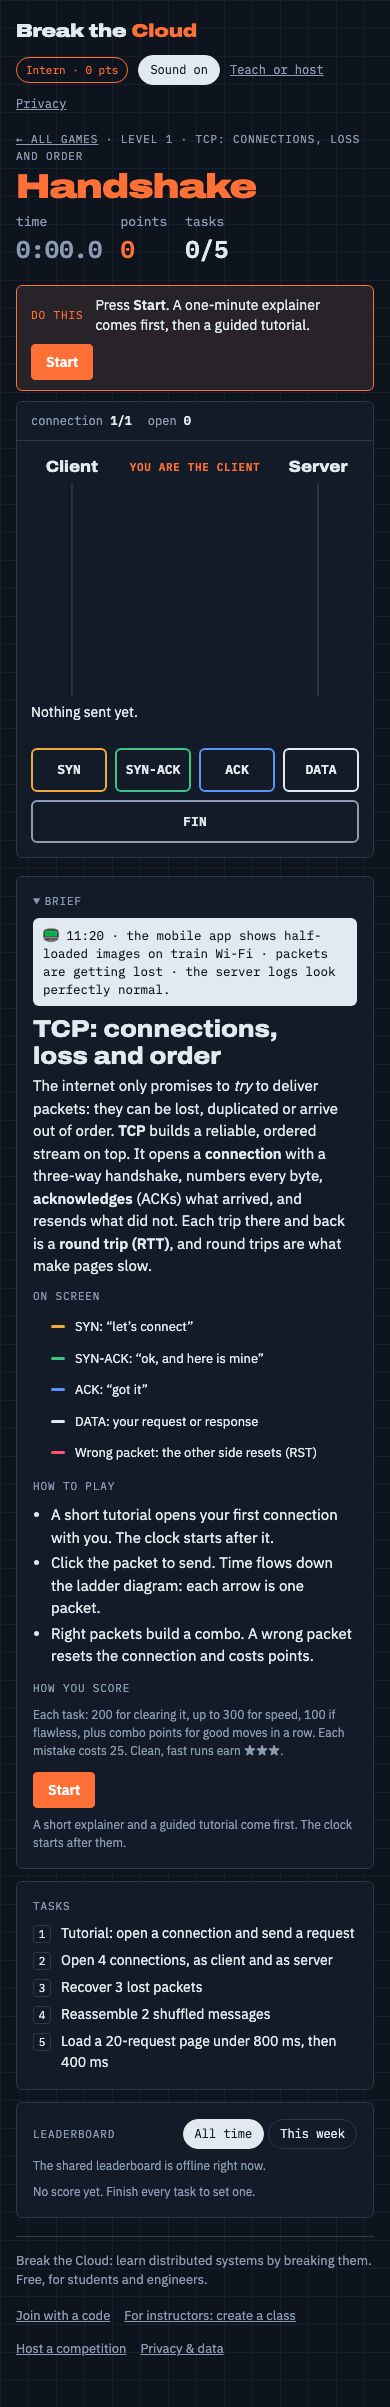 Break the Cloud
Intern · 0 pts
Sound on
Teach or host
Privacy
← ALL GAMES · LEVEL 1 · TCP: CONNECTIONS, LOSS
AND ORDER
Handshake
time points tasks
0:00.0 0 0/5
DO THIS
Press Start. A one-minute explainer
comes first, then a guided tutorial.
Start
connection 1/1 open 0
Client YOU ARE THE CLIENT Server
Nothing sent yet.
SYN SYN-ACK ACK DATA
FIN
▼ BRIEF
📟 11:20 · the mobile app shows half-
loaded images on train Wi-Fi · packets
are getting lost · the server logs look
perfectly normal.
TCP: connections,
loss and order
The internet only promises to try to deliver
packets: they can be lost, duplicated or arrive
out of order. TCP builds a reliable, ordered
stream on top. It opens a connection with a
three-way handshake, numbers every byte,
acknowledges (ACKs) what arrived, and
resends what did not. Each trip there and back
is a round trip (RTT), and round trips are what
make pages slow.
ON SCREEN
SYN: “let’s connect”
SYN-ACK: “ok, and here is mine”
ACK: “got it”
DATA: your request or response
Wrong packet: the other side resets (RST)
HOW TO PLAY
• A short tutorial opens your first connection
with you. The clock starts after it.
• Click the packet to send. Time flows down
the ladder diagram: each arrow is one
packet.
• Right packets build a combo. A wrong packet
resets the connection and costs points.
HOW YOU SCORE
Each task: 200 for clearing it, up to 300 for speed, 100 if
flawless, plus combo points for good moves in a row. Each
mistake costs 25. Clean, fast runs earn ★★★.
Start
A short explainer and a guided tutorial come first. The clock
starts after them.
TASKS
1 Tutorial: open a connection and send a request
2 Open 4 connections, as client and as server
3 Recover 3 lost packets
4 Reassemble 2 shuffled messages
5 Load a 20-request page under 800 ms, then
400 ms
LEADERBOARD
All time
This week
The shared leaderboard is offline right now.
No score yet. Finish every task to set one.
Break the Cloud: learn distributed systems by breaking them.
Free, for students and engineers.
Join with a code For instructors: create a class
Host a competition Privacy & data